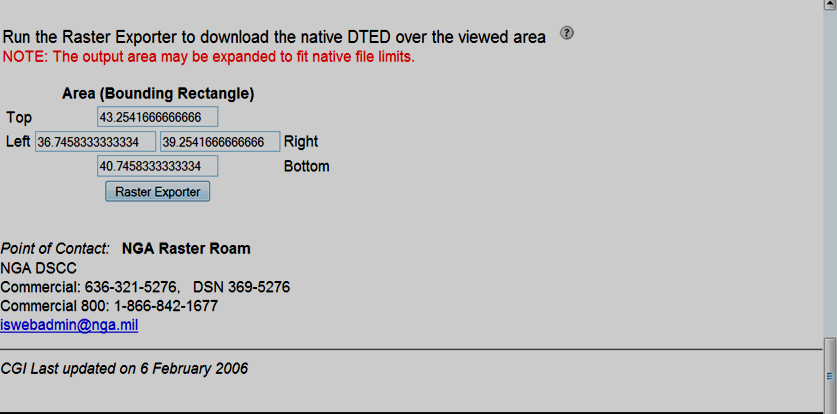 Run the Raster Exporter to download the native DTED over the viewed area ?
NOTE: The output area may be expanded to fit native file limits.
Area (Bounding Rectangle)
Top 43.2541666666666
Left 36.7458333333334 39.2541666666666 Right
40.7458333333334 Bottom
Raster Exporter
Point of Contact: NGA Raster Roam
NGA DSCC
Commercial: 636-321-5276, DSN 369-5276
Commercial 800: 1-866-842-1677
iswebadmin@nga.mil
CGI Last updated on 6 February 2006